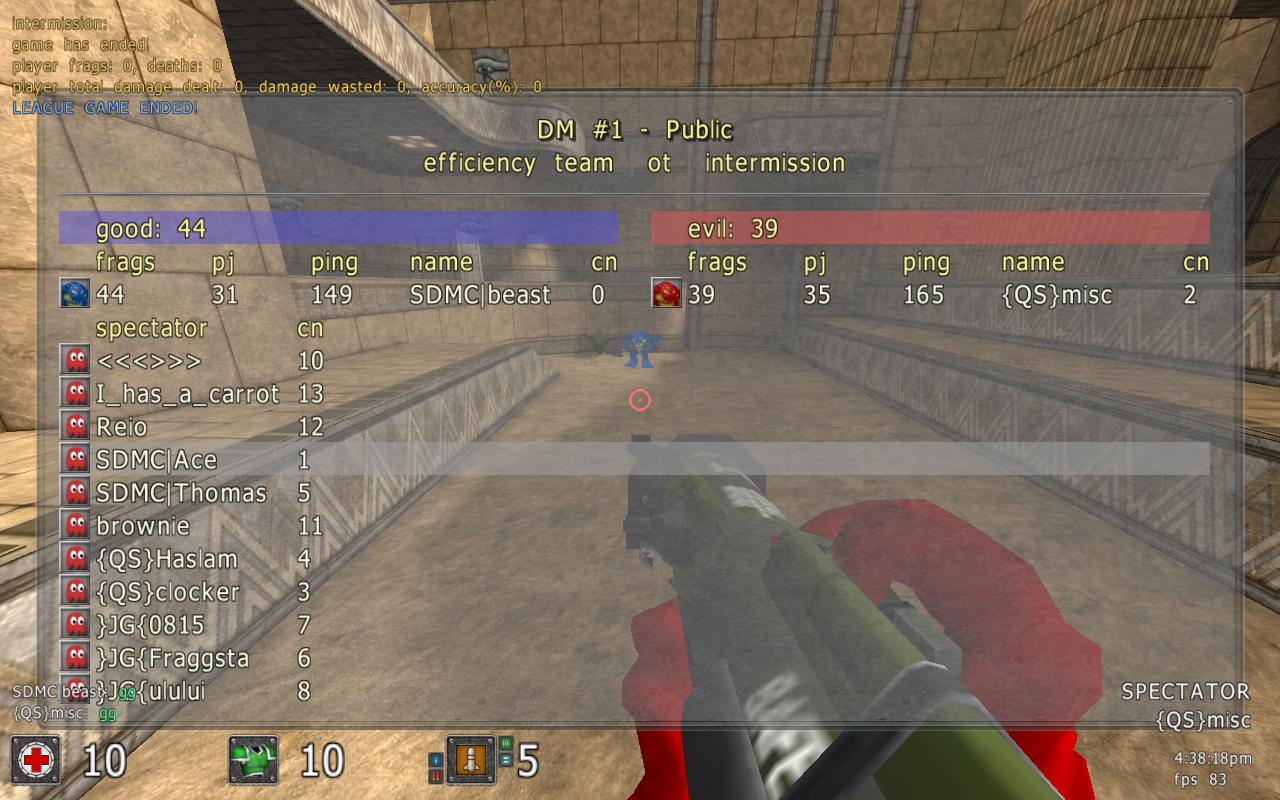 intermission:
game has ended!
player frags: 0, deaths: 0
player total damage dealt: 0, damage wasted: 0, accuracy(%): 0
LEAGUE GAME ENDED!
DM #1 - Public
efficiency team ot intermission
good: 44
frags pj ping name cn
44 31 149 SDMC|beast 0
evil: 39
frags pj ping name cn
39 35 165 {QS}misc 2
spectator cn
<<<>>> 10
I_has_a_carrot 13
Reio 12
SDMC|Ace 1
SDMC|Thomas 5
brownie 11
{QS}Haslam 4
{QS}clocker 3
}JG{0815 7
}JG{Fraggsta 6
}JG{ului 8
SDMC|beast: gg
{QS}misc: gg
SPECTATOR
{QS}misc
10 10 5
4:38:18pm
fps 83